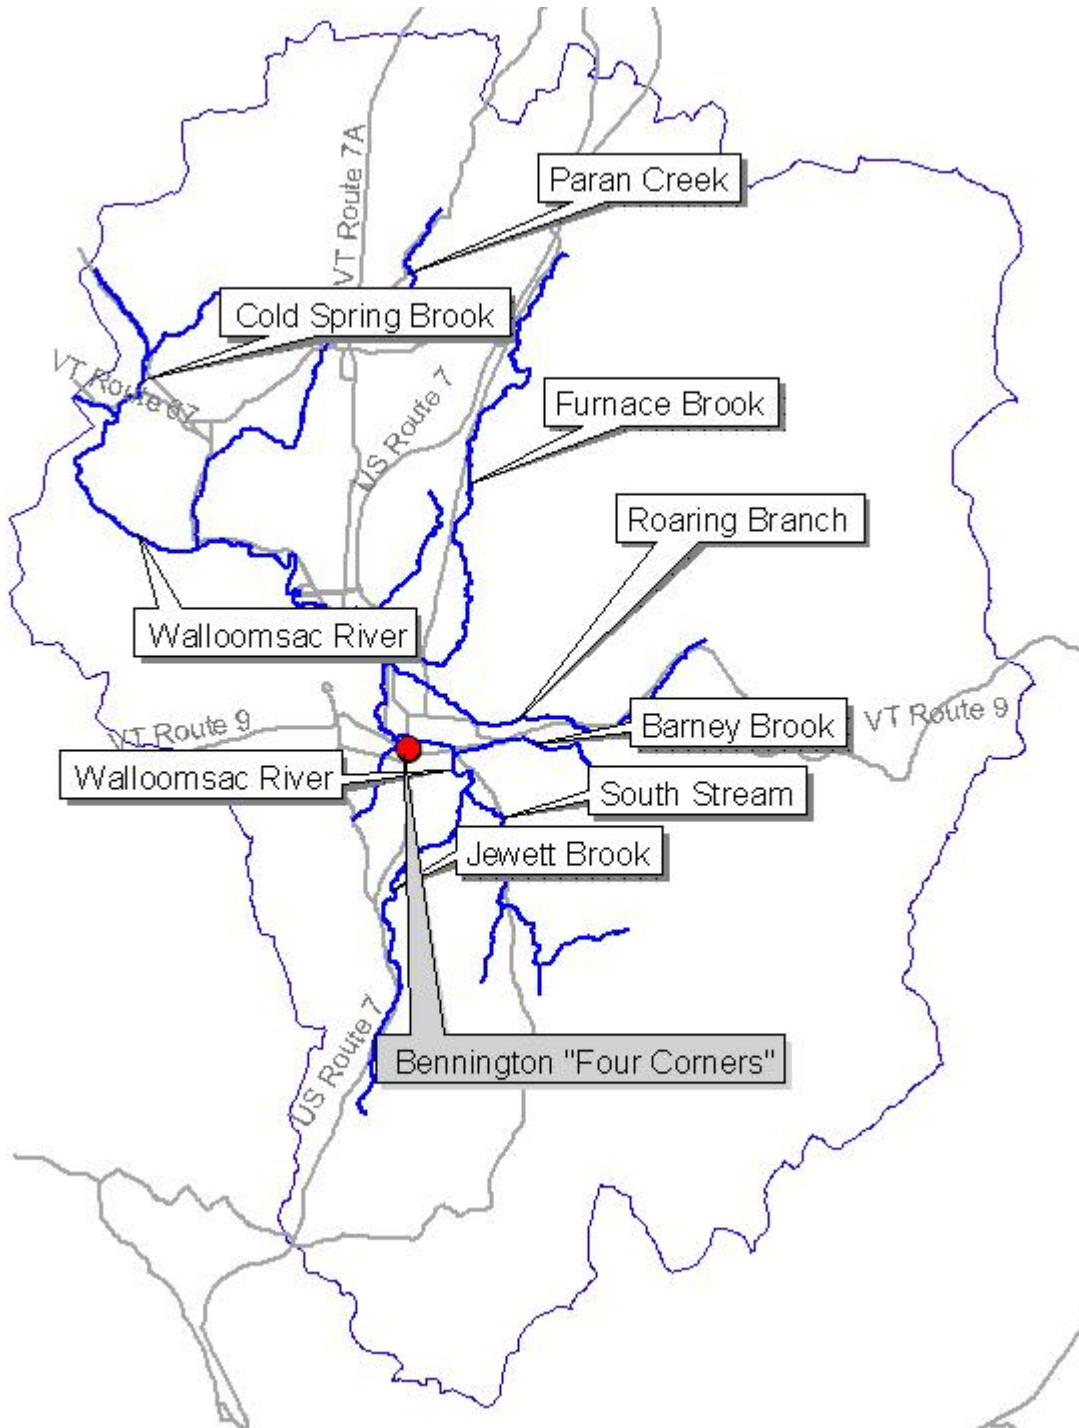 VT Route 7A
Paran Creek
Cold Spring Brook
VT Route 67
US Route 7
Furnace Brook
Roaring Branch
Walloomsac River
VT Route 9
Barney Brook
VT Route 9
Walloomsac River
South Stream
Jewett Brook
US Route 7
Bennington "Four Corners"